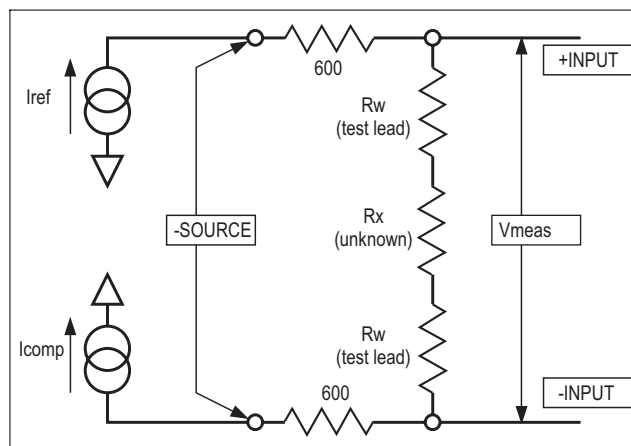 600
+INPUT
Iref
Rw
(test lead)
-SOURCE
Rx
(unknown)
Vmeas
Icomp
Rw
(test lead)
600
-INPUT